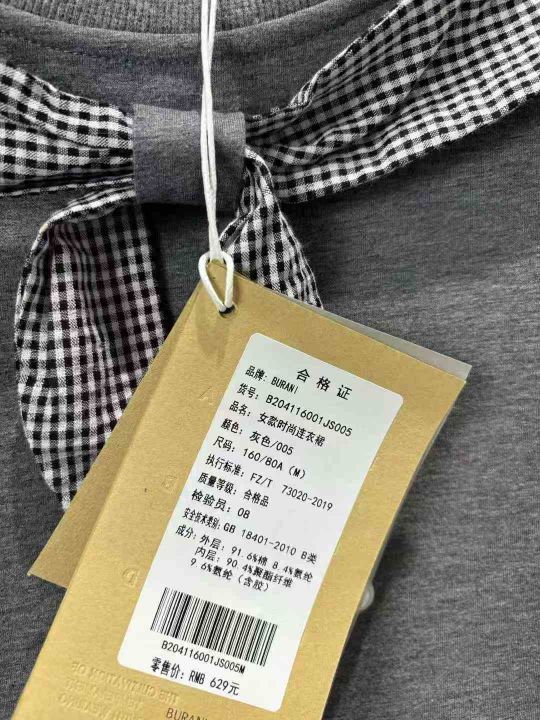 合格证
品牌: BURANI
货号: B204116001JS005
品名: 女款时尚连衣裙
颜色: 灰色/005
尺码: 160/80A (M)
执行标准: FZ/T 73020-2019
质量等级: 合格品
检验员: 08
安全技术类别: GB 18401-2010 B类
成分: 外层: 91.6%棉 8.4%氨纶
内层: 90.4%聚酯纤维
9.6%氨纶 (含胶)
B204116001JS005M
零售价: RMB 629元
BURANI